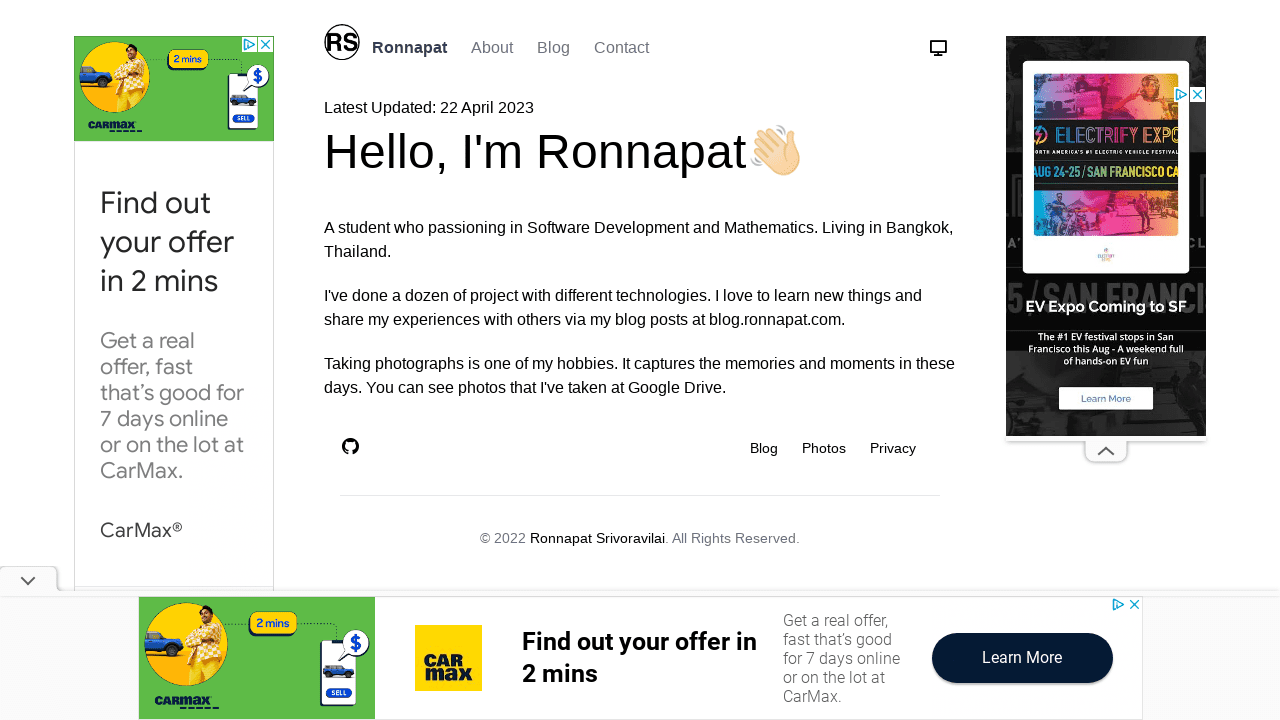 RS
Ronnapat
About
Blog
Contact
Latest Updated: 22 April 2023
Hello, I'm Ronnapat👋🏼
A student who passioning in Software Development and Mathematics. Living in Bangkok,
Thailand.
I've done a dozen of project with different technologies. I love to learn new things and
share my experiences with others via my blog posts at blog.ronnapat.com.
Taking photographs is one of my hobbies. It captures the memories and moments in these
days. You can see photos that I've taken at Google Drive.
Blog
Photos
Privacy
© 2022 Ronnapat Srivoravilai. All Rights Reserved.
2 mins
SELL
CARMAX
Find out
your offer
in 2 mins
Get a real
offer, fast
that's good for
7 days online
or on the lot at
CarMax.
CarMax®
ELECTRIFY EXPO
NORTH AMERICA'S #1 ELECTRIC VEHICLE FESTIVAL
AUG 24-25 / SAN FRANCISCO CA
EV Expo Coming to SF
The #1 EV festival stops in San
Francisco this Aug - A weekend full
of hands-on EV fun
Learn More
2 mins
SELL
CARMAX
CARMAX
Find out your offer in
2 mins
Get a real offer,
fast that's good
for 7 days online
or on the lot at
CarMax.
Learn More